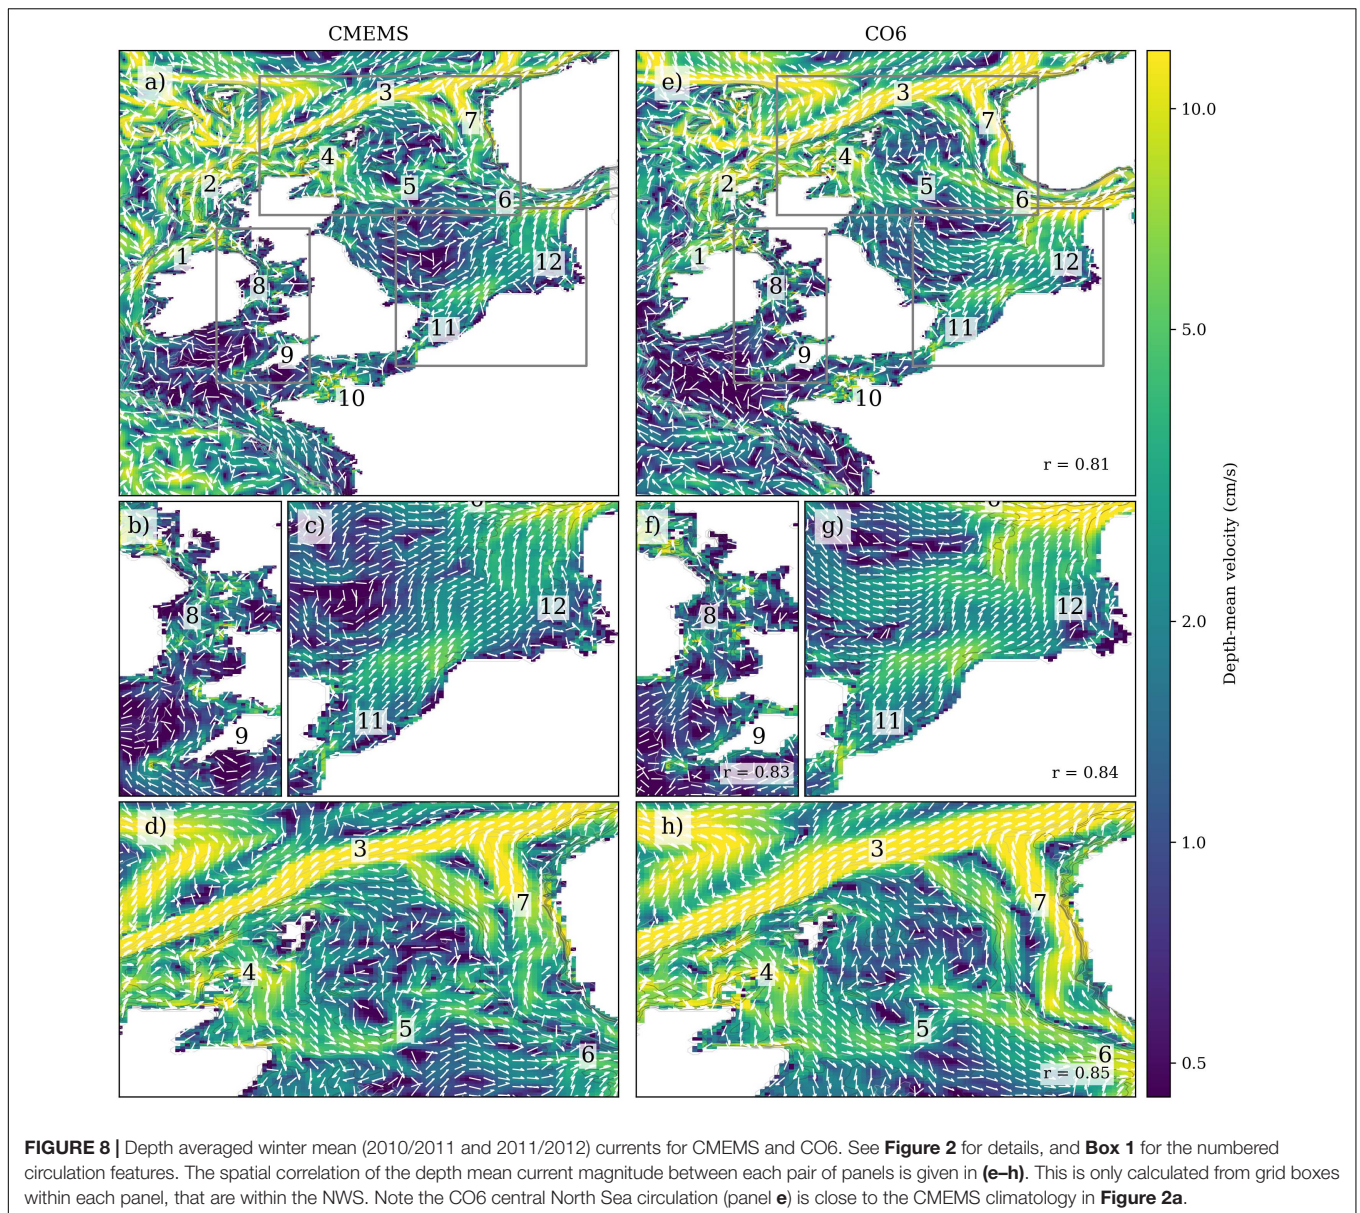 CMEMS
CO6
a)
3
7
4
2
5
6
1
12
8
11
9
10
e)
3
7
4
2
5
6
1
12
8
11
9
10
r = 0.81
10.0
5.0
2.0
1.0
0.5
Depth-mean velocity (cm/s)
b)
8
9
c)
12
11
f)
8
9
r = 0.83
g)
12
11
r = 0.84
d)
3
7
4
5
6
h)
3
7
4
5
6
r = 0.85
FIGURE 8 | Depth averaged winter mean (2010/2011 and 2011/2012) currents for CMEMS and CO6. See Figure 2 for details, and Box 1 for the numbered
circulation features. The spatial correlation of the depth mean current magnitude between each pair of panels is given in (e–h). This is only calculated from grid boxes
within each panel, that are within the NWS. Note the CO6 central North Sea circulation (panel e) is close to the CMEMS climatology in Figure 2a.